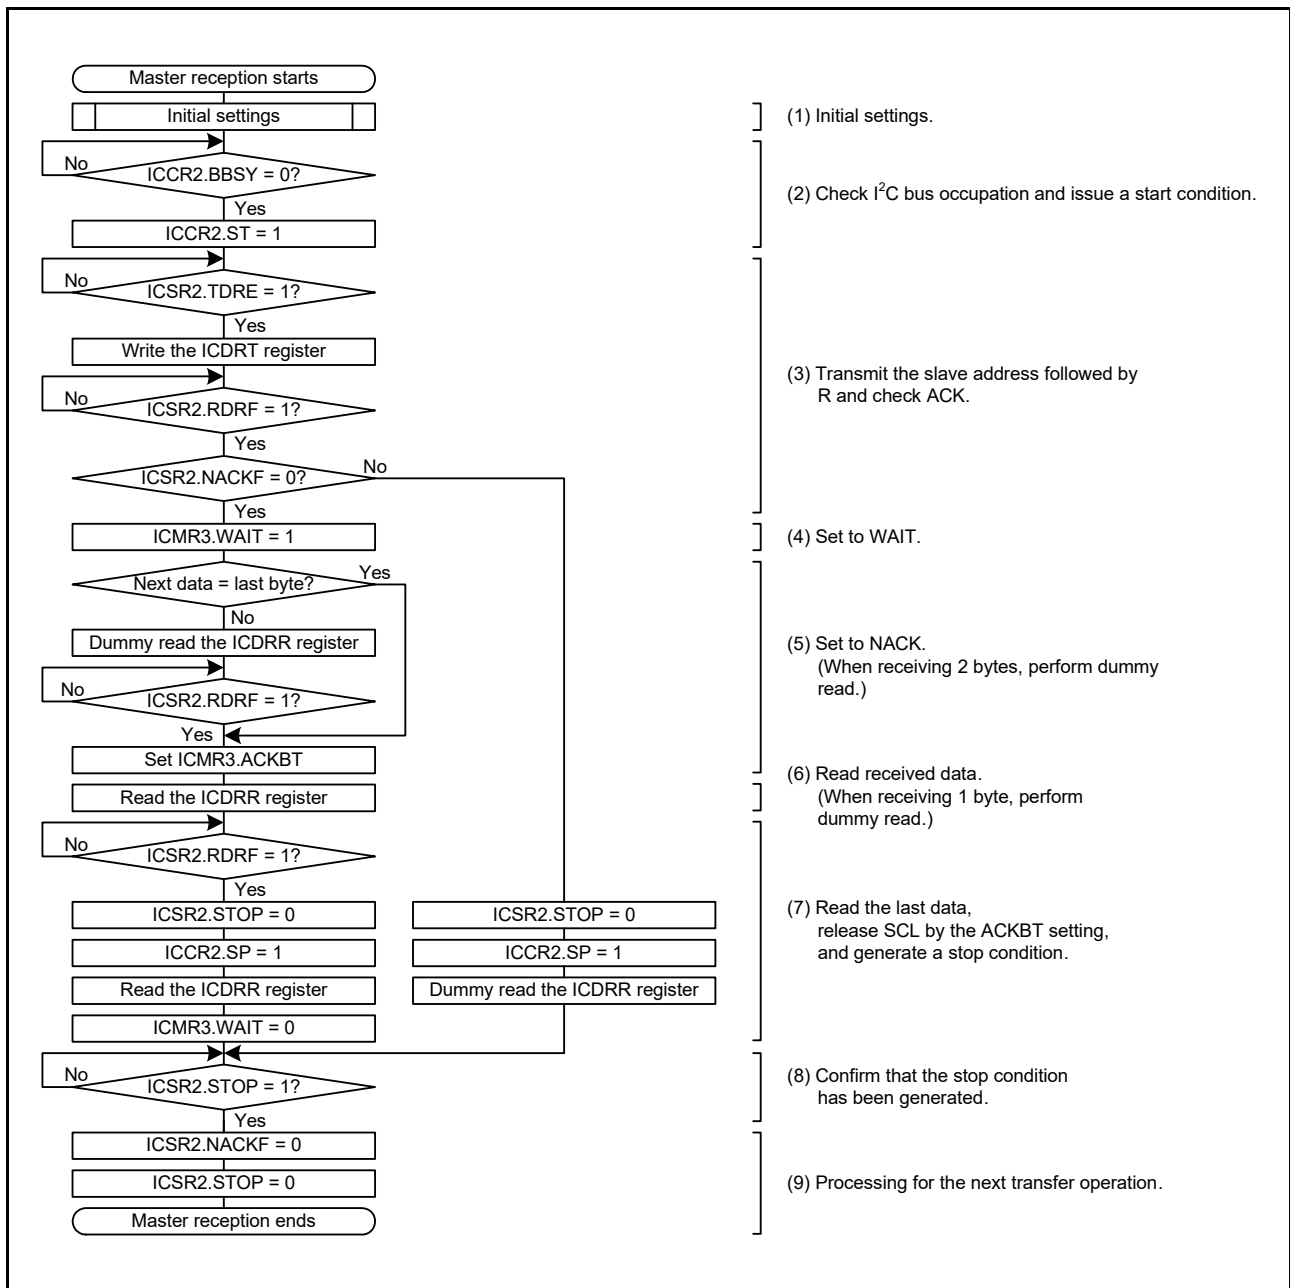 Master reception starts
Initial settings
(1) Initial settings.
No
ICCR2.BBSY = 0?
Yes
(2) Check I²C bus occupation and issue a start condition.
ICCR2.ST = 1
No
ICSR2.TDRE = 1?
Yes
Write the ICDRT register
No
ICSR2.RDRF = 1?
Yes
(3) Transmit the slave address followed by
R and check ACK.
ICSR2.NACKF = 0?
No
Yes
ICMR3.WAIT = 1
(4) Set to WAIT.
Next data = last byte?
Yes
No
Dummy read the ICDRR register
No
ICSR2.RDRF = 1?
Yes
(5) Set to NACK.
(When receiving 2 bytes, perform dummy
read.)
Set ICMR3.ACKBT
Read the ICDRR register
(6) Read received data.
(When receiving 1 byte, perform
dummy read.)
No
ICSR2.RDRF = 1?
Yes
ICSR2.STOP = 0
ICCR2.SP = 1
Read the ICDRR register
ICMR3.WAIT = 0
ICSR2.STOP = 0
ICCR2.SP = 1
Dummy read the ICDRR register
(7) Read the last data,
release SCL by the ACKBT setting,
and generate a stop condition.
No
ICSR2.STOP = 1?
Yes
(8) Confirm that the stop condition
has been generated.
ICSR2.NACKF = 0
ICSR2.STOP = 0
(9) Processing for the next transfer operation.
Master reception ends